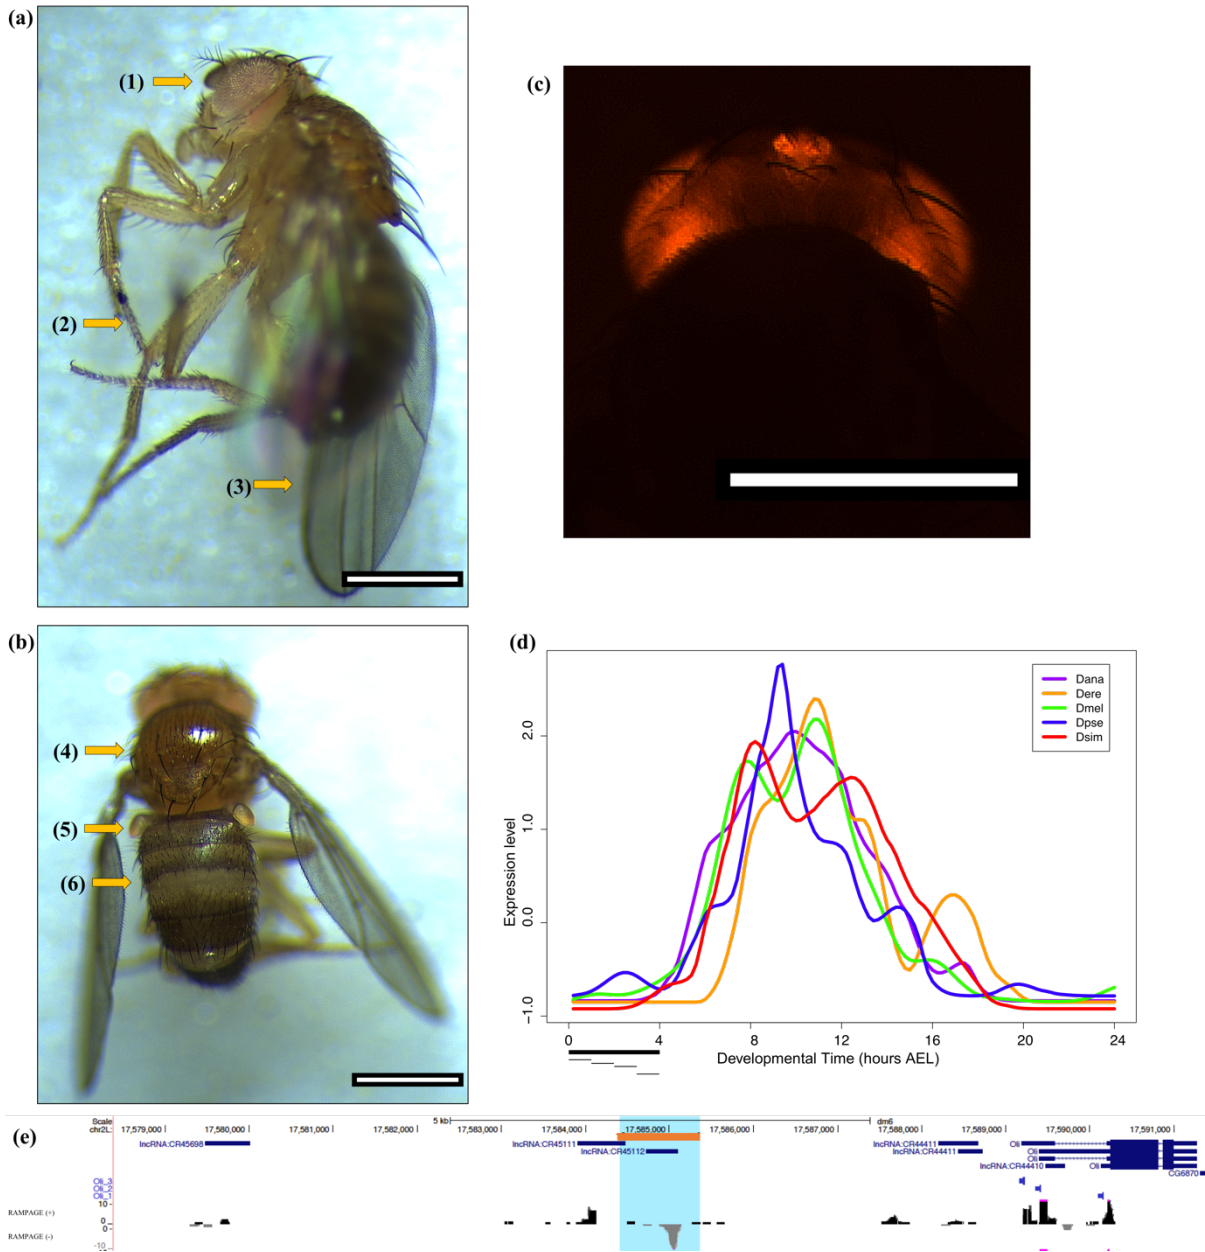 (a)
(1)
(2)
(3)
(c)
(b)
(4)
(5)
(6)
(d)
Expression level
2.0
1.0
0.0
−1.0
Dana
Dere
Dmel
Dpse
Dsim
0 4 8 12 16 20 24
Developmental Time (hours AEL)
(e)
Scale 5 kb dm6
chr2L: 17,579,000 17,580,000 17,581,000 17,582,000 17,583,000 17,584,000 17,585,000 17,586,000 17,587,000 17,588,000 17,589,000 17,590,000 17,591,000
lncRNA:CR45698 lncRNA:CR45111 lncRNA:CR44411 Oli
lncRNA:CR45112 lncRNA:CR44411 Oli Oli
Oli
lncRNA:CR44410 Oli
CG6870
Oli_3
Oli_2
Oli_1
10
RAMPAGE (+)
0
0
RAMPAGE (-)
-10